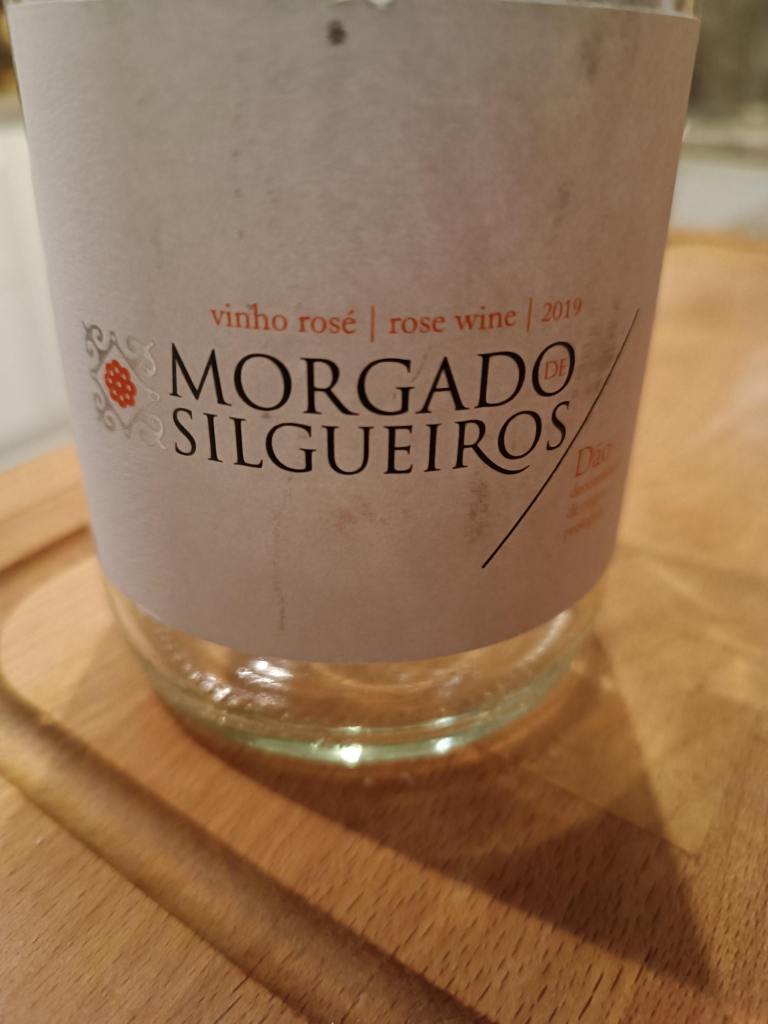 vinho rosé | rose wine | 2019
MORGADO DE
SILGUEIROS
Dão